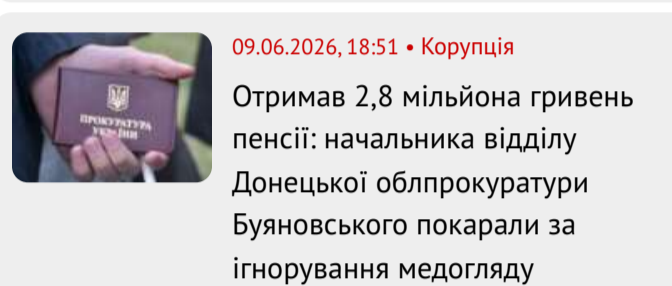 09.06.2026, 18:51 • Корупція
Отримав 2,8 мільйона гривень
пенсії: начальника відділу
Донецької облпрокуратури
Буяновського покарали за
ігнорування медогляду
ПРОКУРАТУРА
УКРАЇНИ